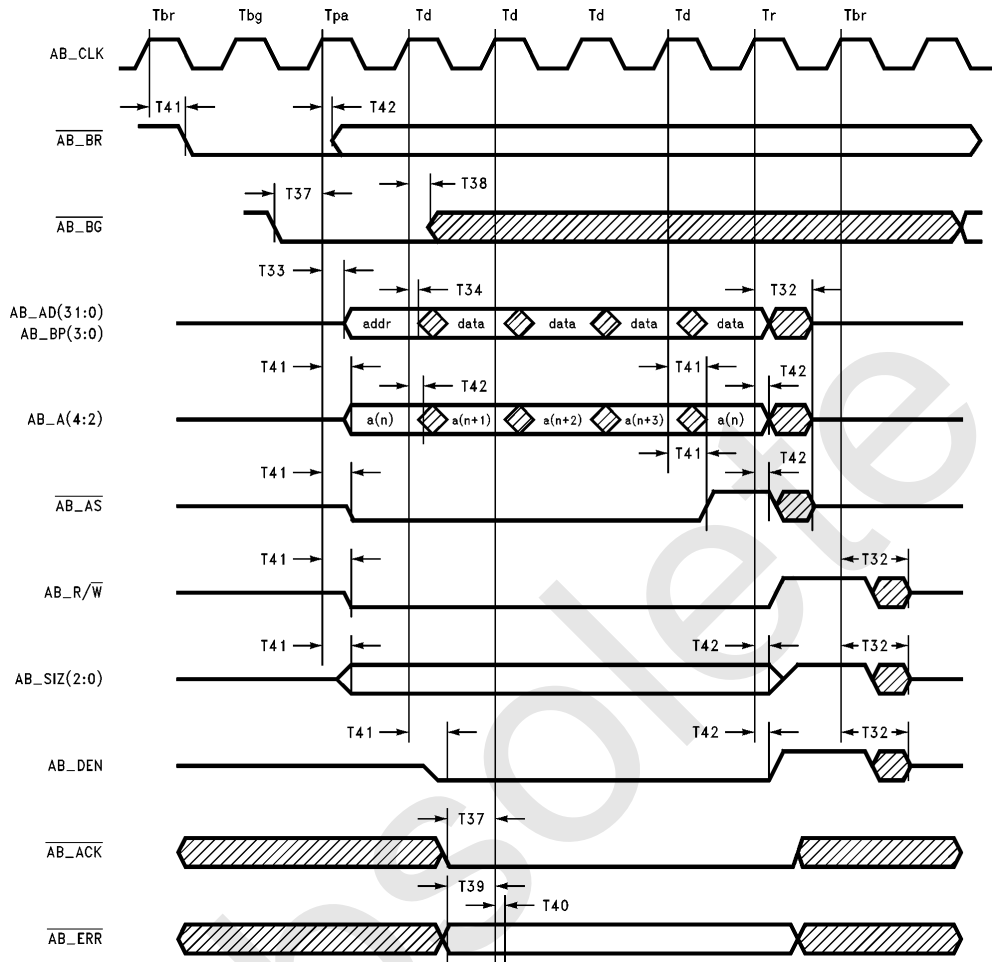 Tbr Tbg Tpa Td Td Td Td Tr Tbr
AB_CLK
T41 T42
AB_BR
T37 T38
AB_BG
T33 T34 T32
AB_AD(31:0)
AB_BP(3:0)
addr data data data data
T41 T42 T41 T42
AB_A(4:2)
a(n) a(n+1) a(n+2) a(n+3) a(n)
T41 T41 T42
AB_AS
T41 T32
AB_R/W
T41 T42 T32
AB_SIZ(2:0)
T41 T42 T32
AB_DEN
T37
AB_ACK
T39
T40
AB_ERR